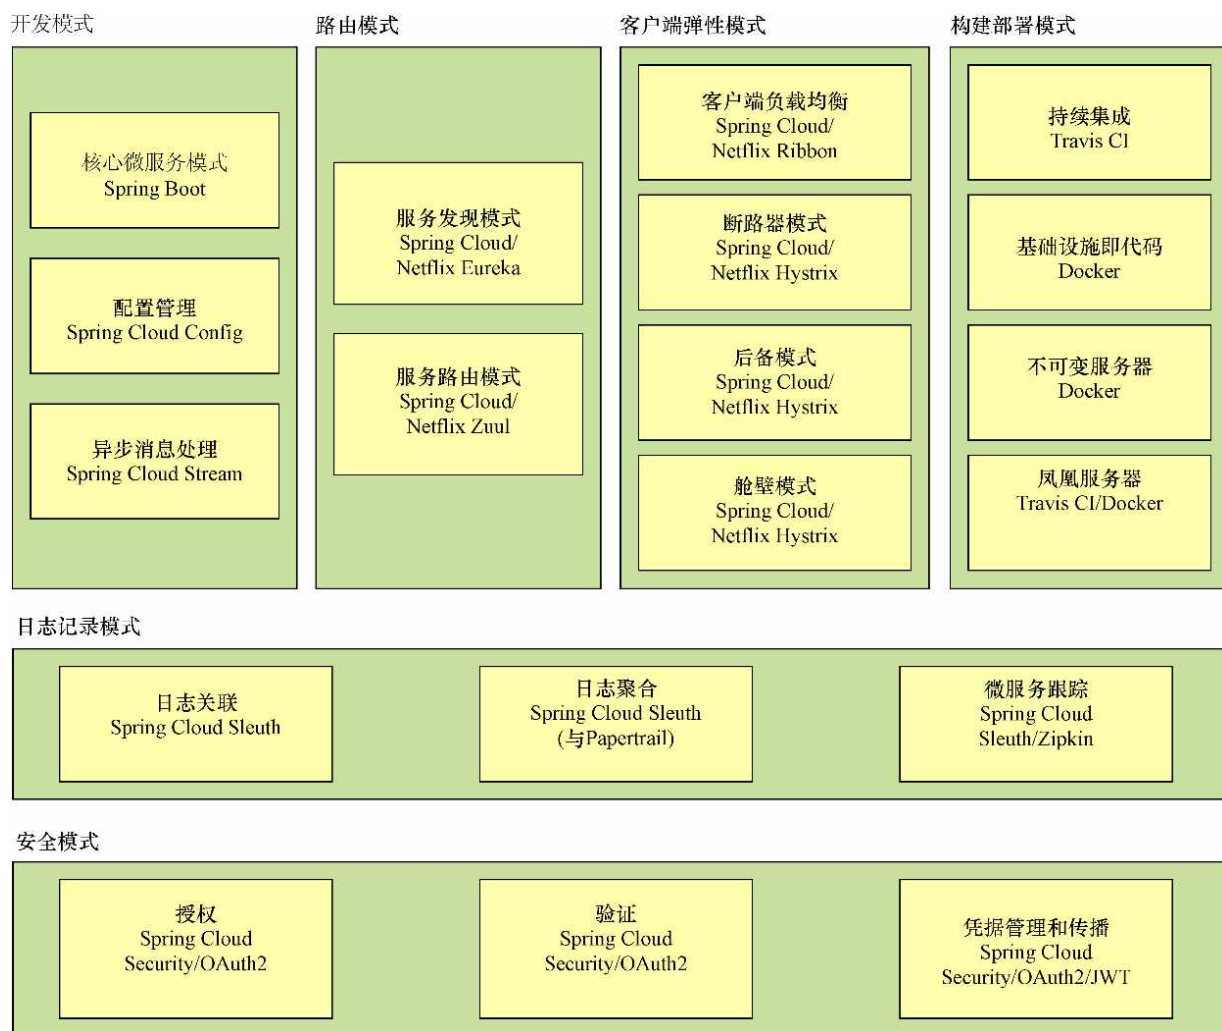 开发模式
核心微服务模式
Spring Boot
配置管理
Spring Cloud Config
异步消息处理
Spring Cloud Stream
路由模式
服务发现模式
Spring Cloud/
Netflix Eureka
服务路由模式
Spring Cloud/
Netflix Zuul
客户端弹性模式
客户端负载均衡
Spring Cloud/
Netflix Ribbon
断路器模式
Spring Cloud/
Netflix Hystrix
后备模式
Spring Cloud/
Netflix Hystrix
舱壁模式
Spring Cloud/
Netflix Hystrix
构建部署模式
持续集成
Travis CI
基础设施即代码
Docker
不可变服务器
Docker
凤凰服务器
Travis CI/Docker
日志记录模式
日志关联
Spring Cloud Sleuth
日志聚合
Spring Cloud Sleuth
(与Papertrail)
微服务跟踪
Spring Cloud
Sleuth/Zipkin
安全模式
授权
Spring Cloud
Security/OAuth2
验证
Spring Cloud
Security/OAuth2
凭据管理和传播
Spring Cloud
Security/OAuth2/JWT